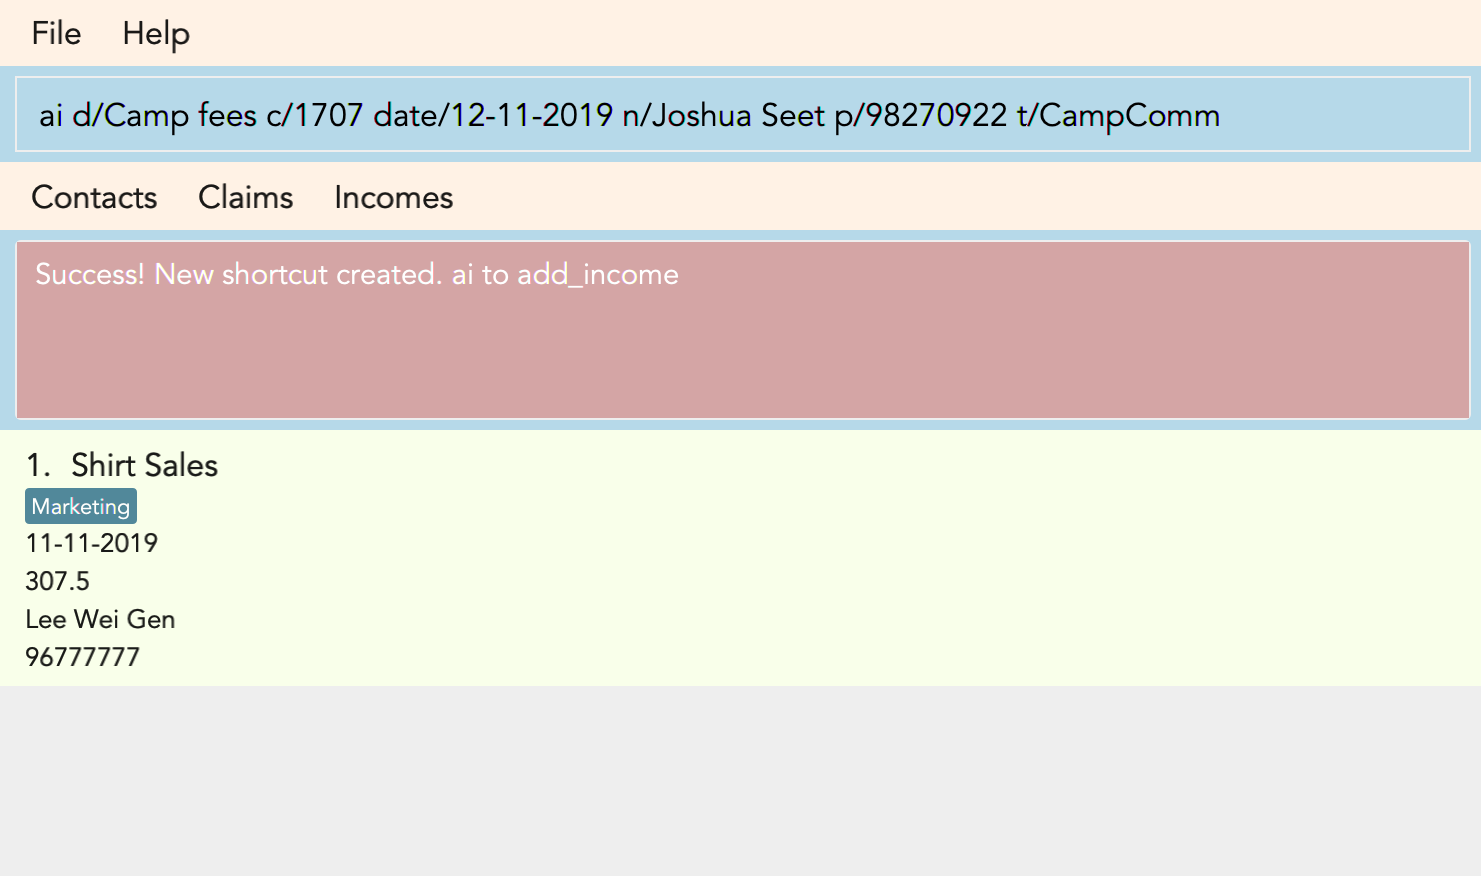 File Help
ai d/Camp fees c/1707 date/12-11-2019 n/Joshua Seet p/98270922 t/CampComm
Contacts Claims Incomes
Success! New shortcut created. ai to add_income
1. Shirt Sales
Marketing
11-11-2019
307.5
Lee Wei Gen
96777777